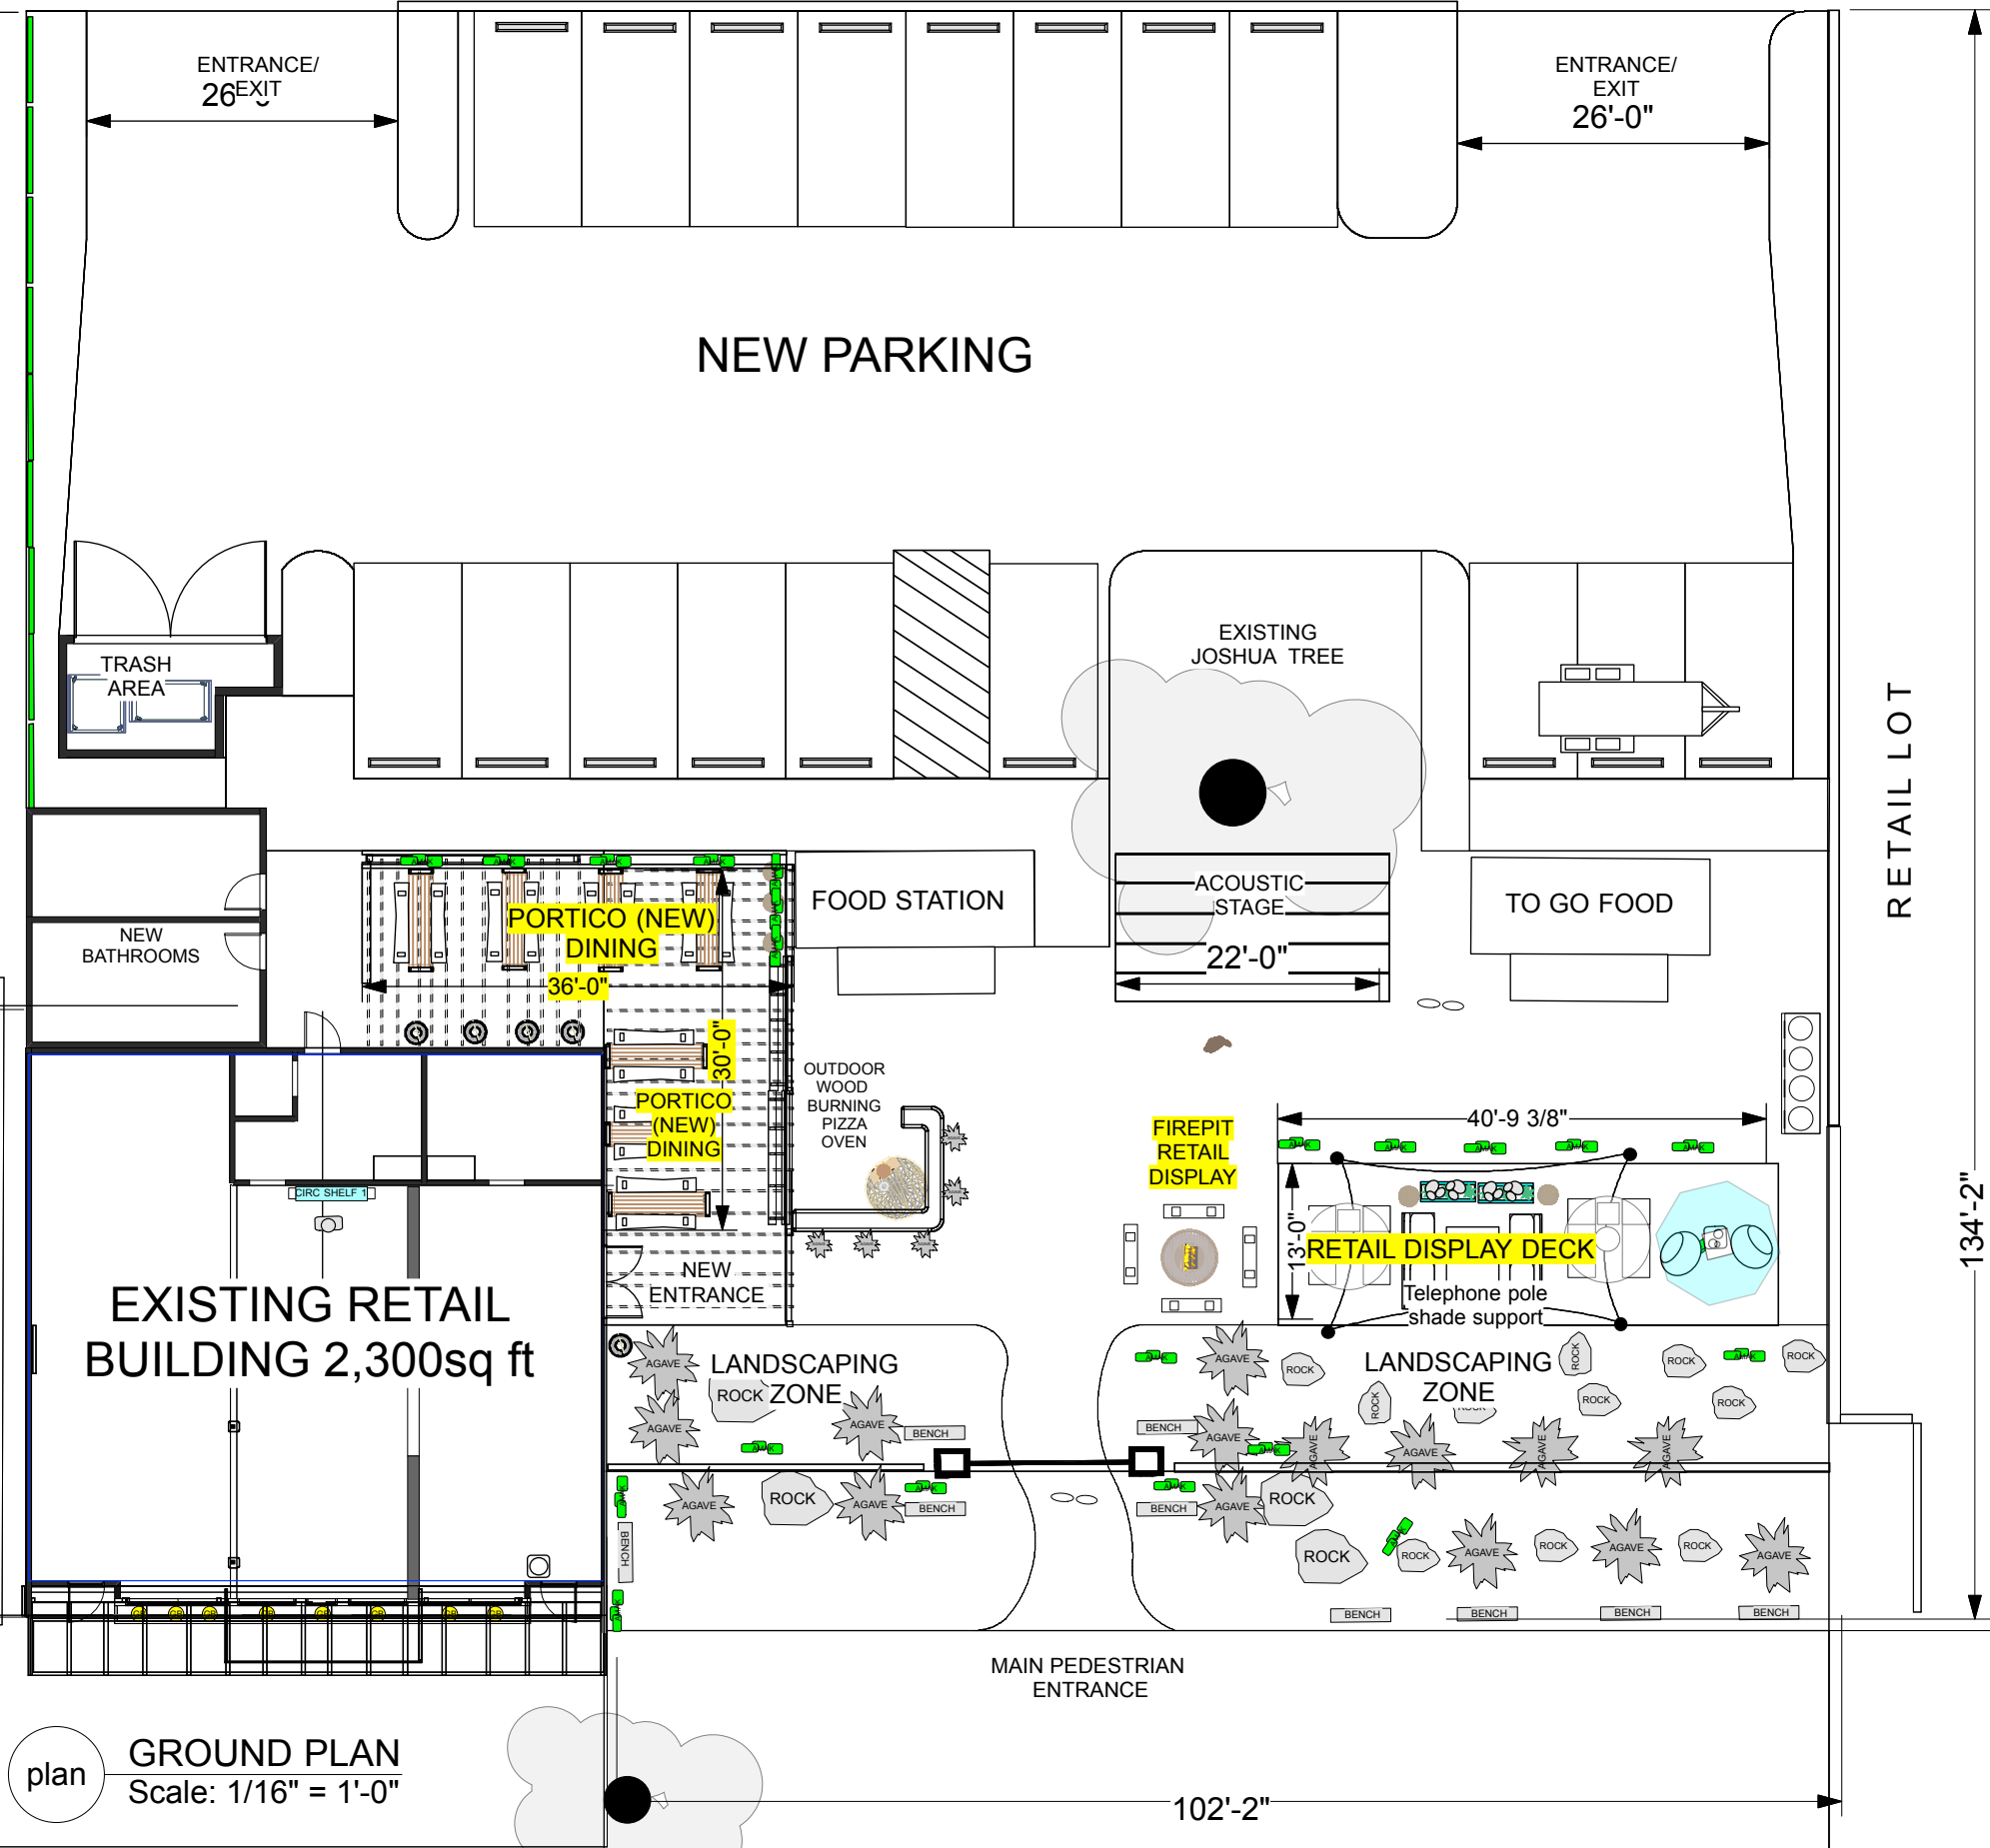 ENTRANCE/
EXIT
ENTRANCE/
EXIT
26'-0"
NEW PARKING
TRASH
AREA
EXISTING
JOSHUA TREE
RETAIL LOT
NEW
BATHROOMS
PORTICO (NEW)
DINING
36'-0"
30'-0"
FOOD STATION
ACOUSTIC
STAGE
22'-0"
TO GO FOOD
PORTICO
(NEW)
DINING
OUTDOOR
WOOD
BURNING
PIZZA
OVEN
FIREPIT
RETAIL
DISPLAY
40'-9 3/8"
13'-0"
RETAIL DISPLAY DECK
Telephone pole
shade support
134'-2"
CIRC SHELF 1
EXISTING RETAIL
BUILDING 2,300sq ft
NEW
ENTRANCE
LANDSCAPING
ZONE
AGAVE
ROCK
AGAVE
AGAVE
BENCH
AGAVE
ROCK
AGAVE
BENCH
BENCH
LANDSCAPING
ZONE
AGAVE
ROCK
ROCK
ROCK
ROCK
ROCK
ROCK
ROCK
BENCH
AGAVE
AGAVE
AGAVE
AGAVE
AGAVE
BENCH
AGAVE
ROCK
ROCK
ROCK
AGAVE
ROCK
AGAVE
ROCK
AGAVE
BENCH
BENCH
BENCH
BENCH
MAIN PEDESTRIAN
ENTRANCE
102'-2"
plan
GROUND PLAN
Scale: 1/16" = 1'-0"